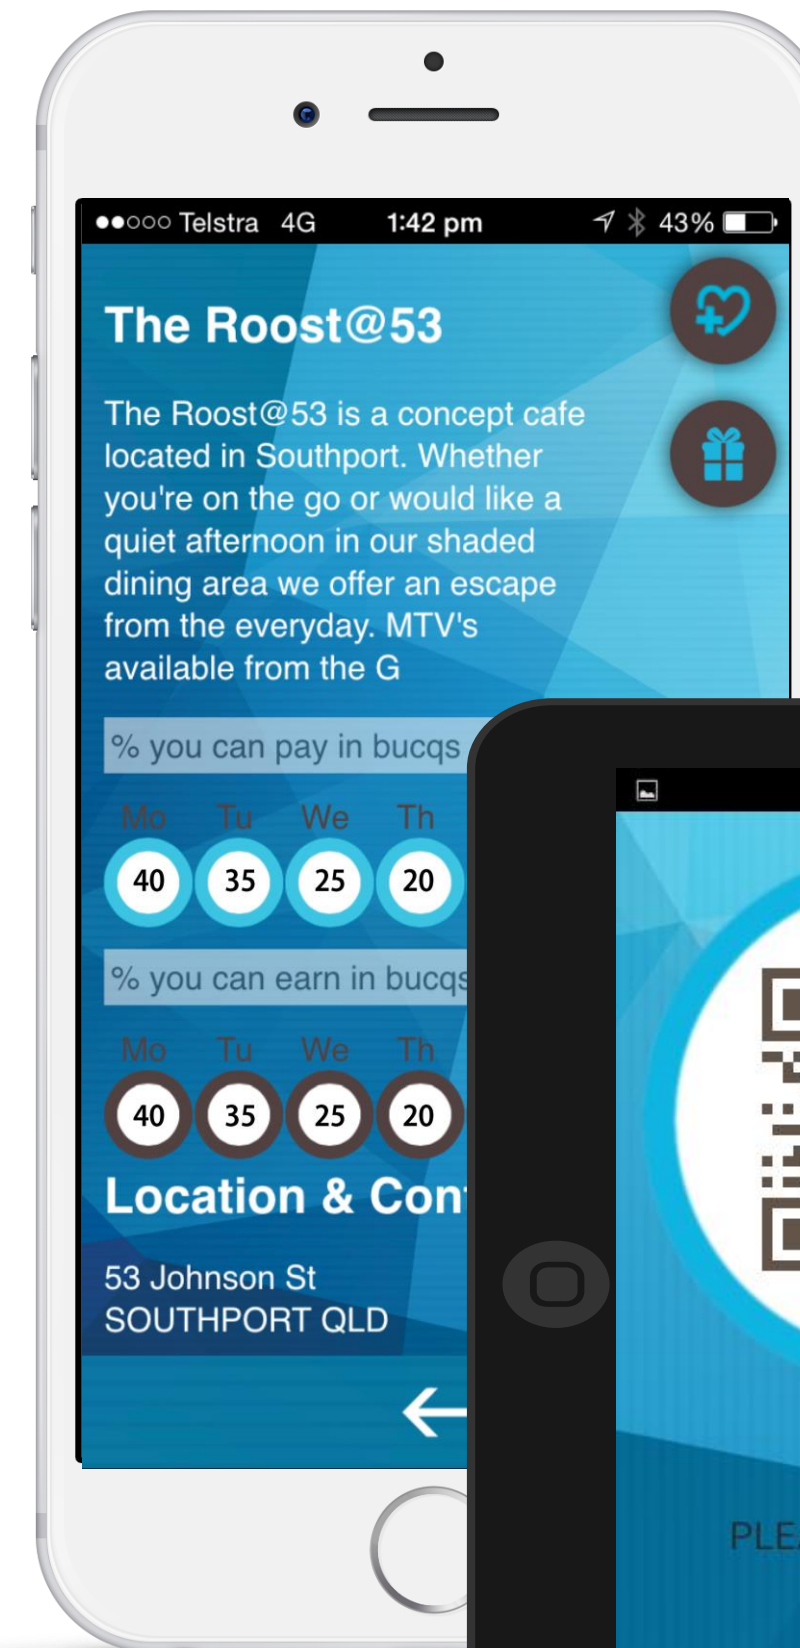 Telstra 4G 1:42 pm 43%
The Roost@53
The Roost@53 is a concept cafe
located in Southport. Whether
you're on the go or would like a
quiet afternoon in our shaded
dining area we offer an escape
from the everyday. MTV's
available from the G
% you can pay in bucqs
Mo Tu We Th
40 35 25 20
% you can earn in bucqs
Mo Tu We Th
40 35 25 20
Location &
53 Johnson St
SOUTHPORT QLD